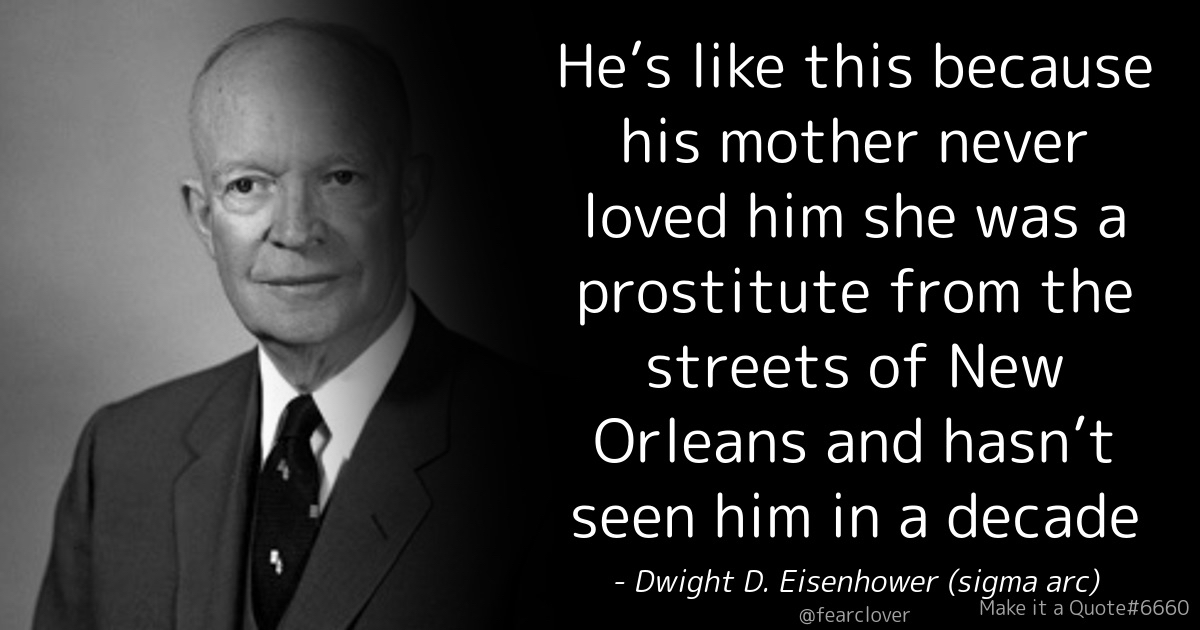 He’s like this because
his mother never
loved him she was a
prostitute from the
streets of New
Orleans and hasn’t
seen him in a decade
- Dwight D. Eisenhower (sigma arc)
@fearclover
Make it a Quote#6660